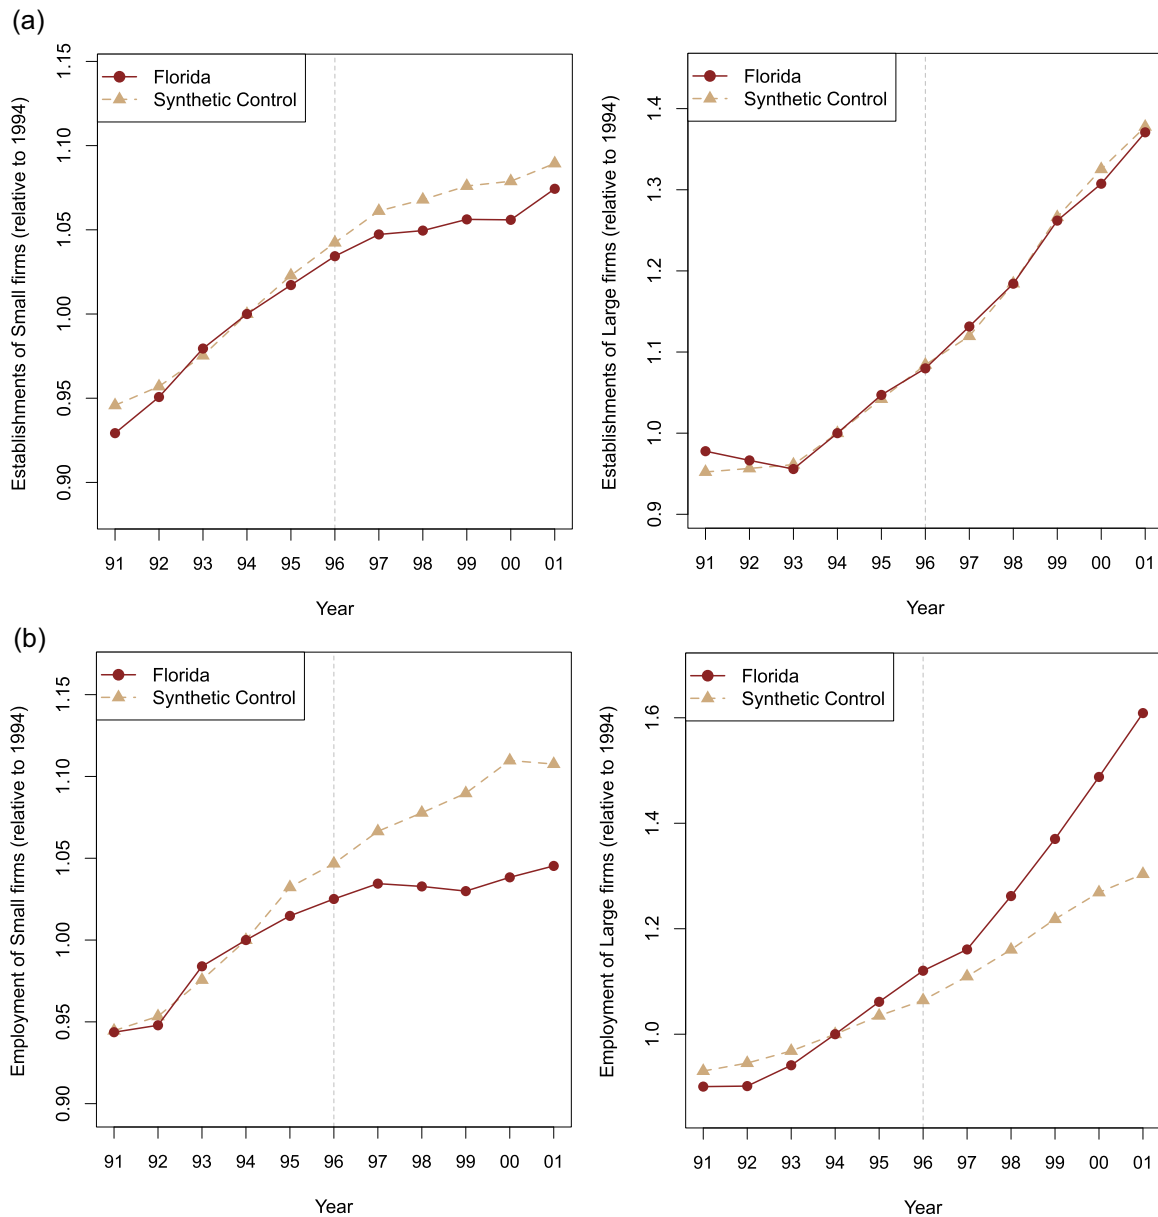 (a)
Establishments of Small firms (relative to 1994)
Florida
Synthetic Control
1.15
1.10
1.05
1.00
0.95
0.90
91 92 93 94 95 96 97 98 99 00 01
Year
Establishments of Large firms (relative to 1994)
Florida
Synthetic Control
1.4
1.3
1.2
1.1
1.0
0.9
91 92 93 94 95 96 97 98 99 00 01
Year
(b)
Employment of Small firms (relative to 1994)
Florida
Synthetic Control
1.15
1.10
1.05
1.00
0.95
0.90
91 92 93 94 95 96 97 98 99 00 01
Year
Employment of Large firms (relative to 1994)
Florida
Synthetic Control
1.6
1.4
1.2
1.0
91 92 93 94 95 96 97 98 99 00 01
Year